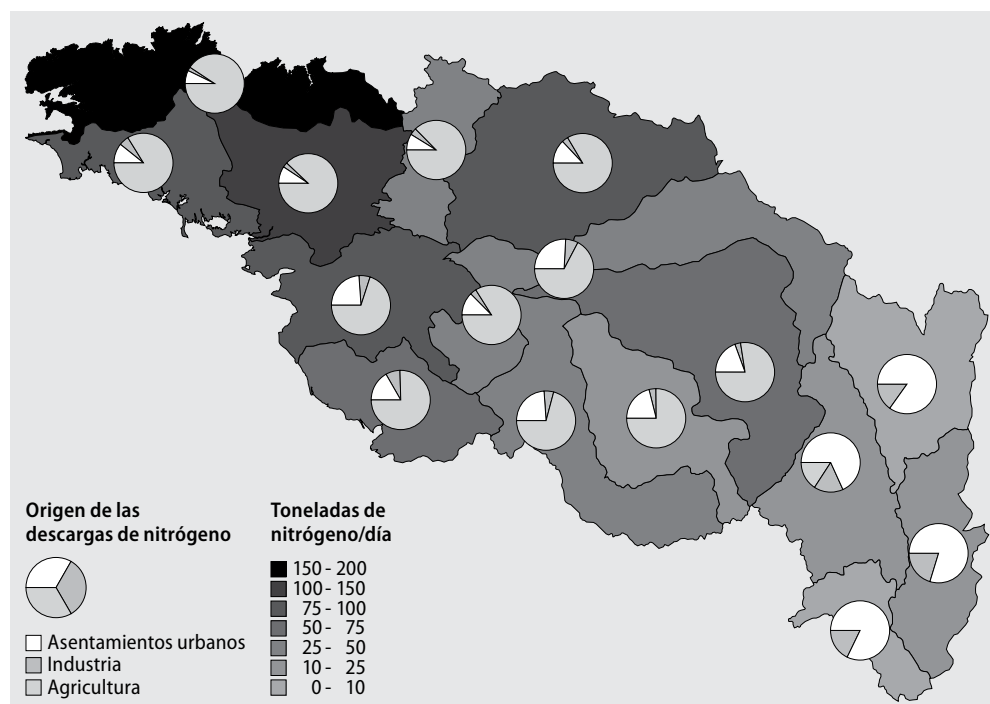 Origen de las
descargas de nitrógeno
Asentamientos urbanos
Industria
Agricultura
Toneladas de
nitrógeno/día
150 - 200
100 - 150
75 - 100
50 - 75
25 - 50
10 - 25
0 - 10